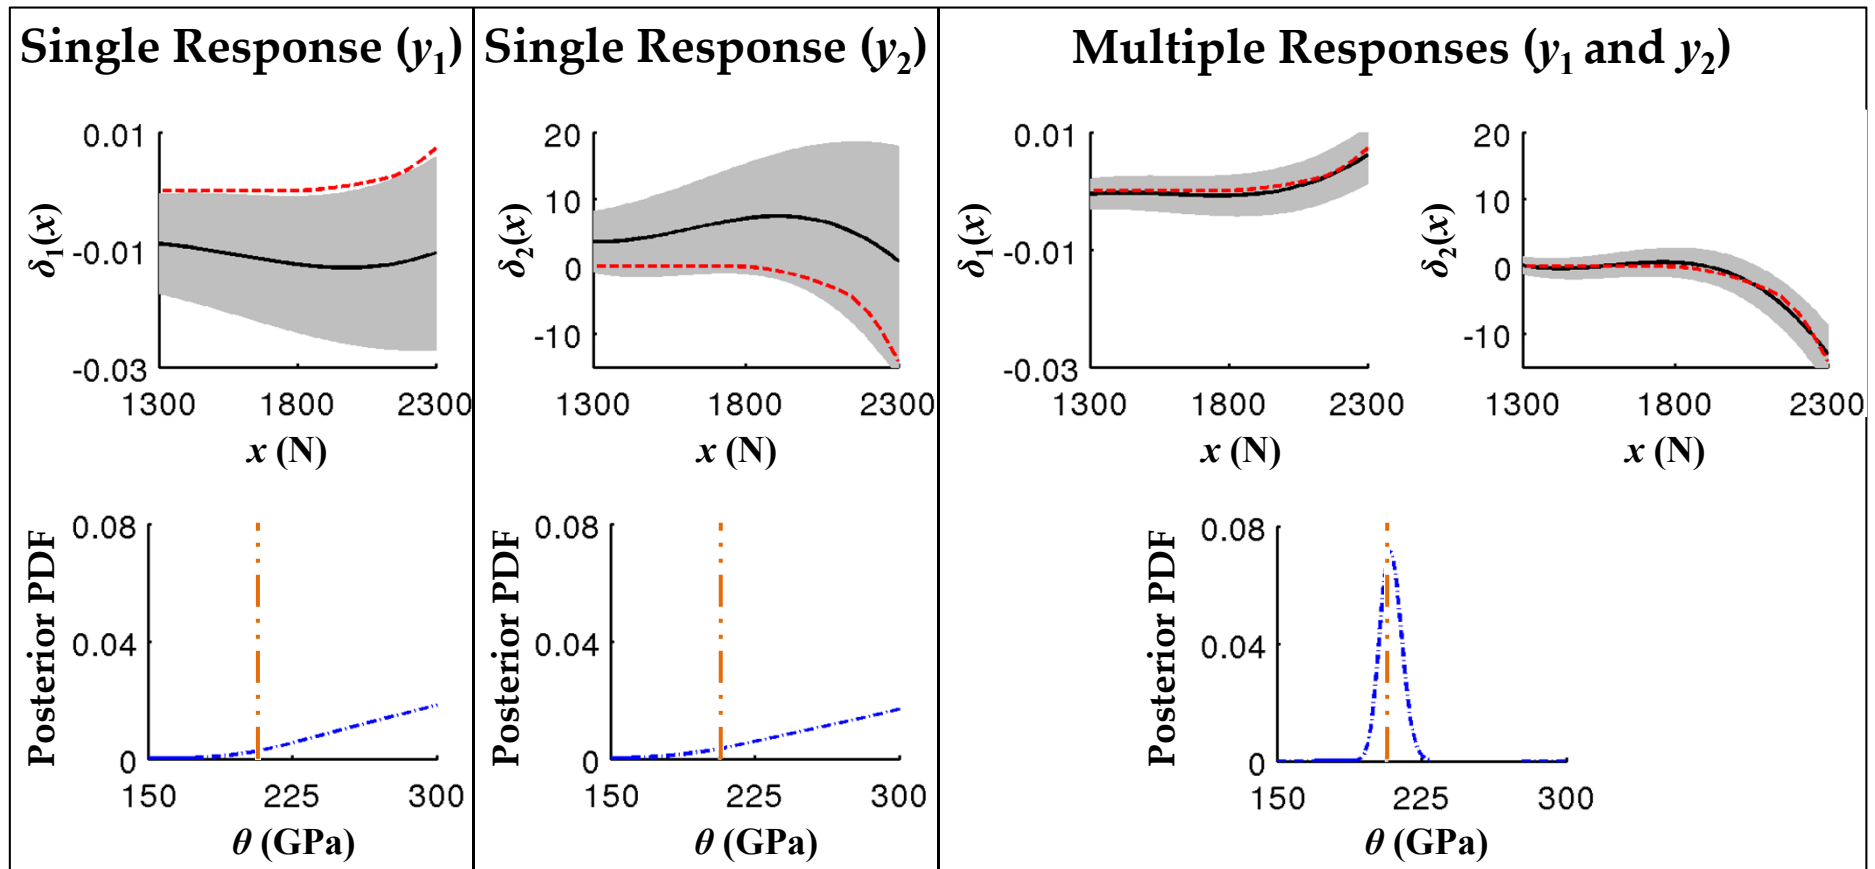 Single Response (y1)
Single Response (y2)
Multiple Responses (y1 and y2)
0.01
-0.01
-0.03
δ1(x)
1300 1800 2300
x (N)
20
10
0
-10
δ2(x)
1300 1800 2300
x (N)
0.01
-0.01
-0.03
δ1(x)
1300 1800 2300
x (N)
20
10
0
-10
δ2(x)
1300 1800 2300
x (N)
0.08
0.04
0
Posterior PDF
150 225 300
θ (GPa)
0.08
0.04
0
Posterior PDF
150 225 300
θ (GPa)
0.08
0.04
0
Posterior PDF
150 225 300
θ (GPa)